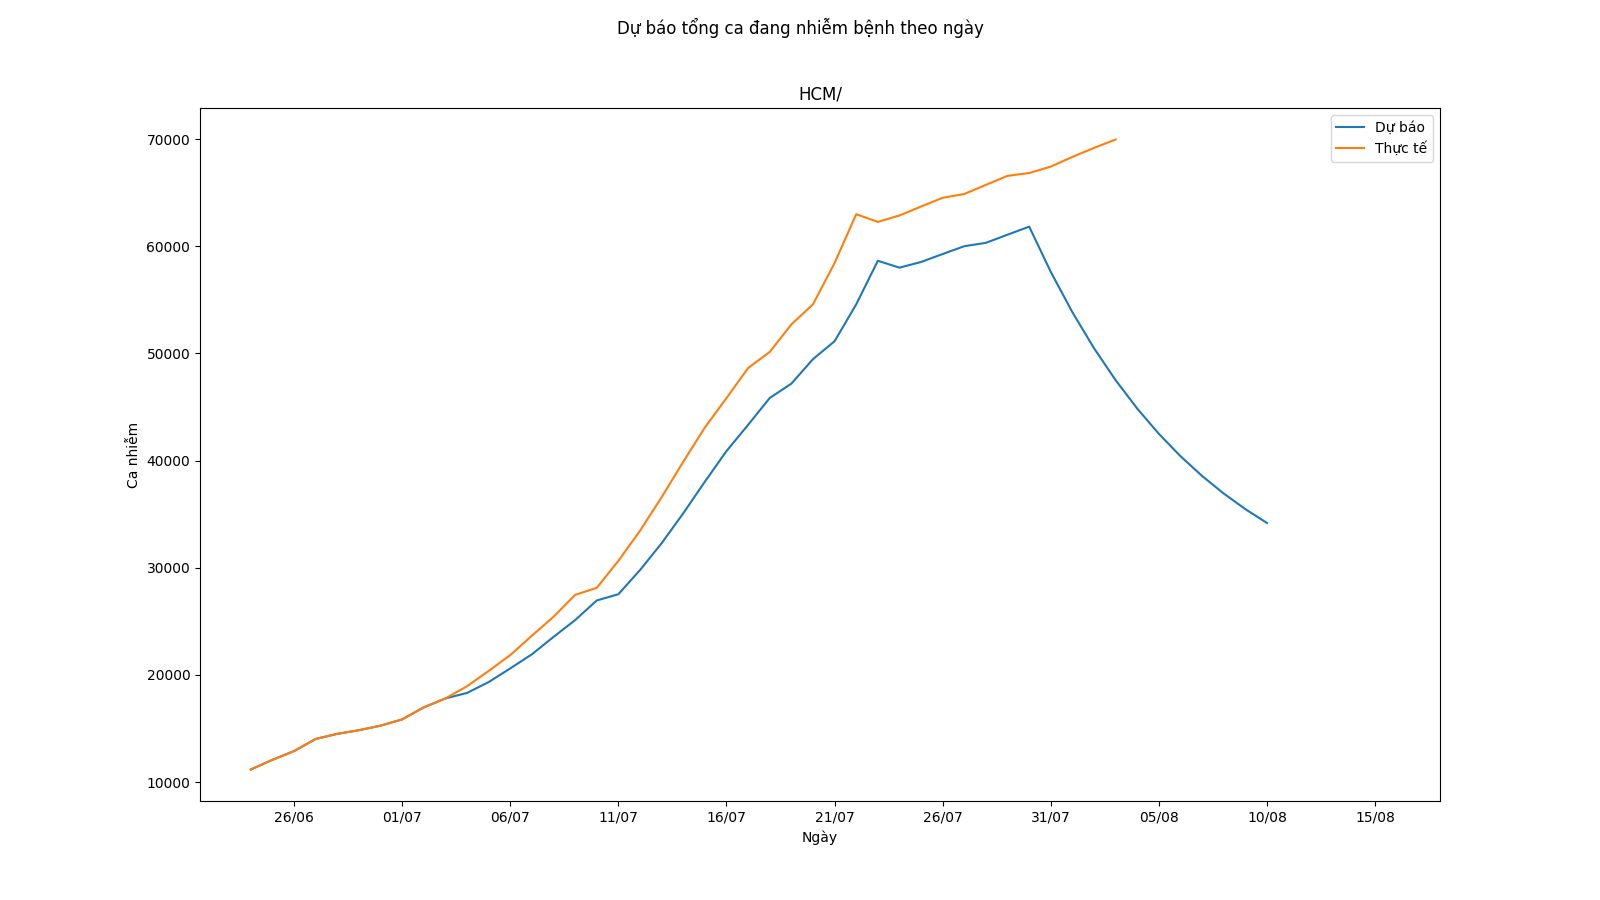 Dự báo tổng ca đang nhiễm bệnh theo ngày
HCM/
Dự báo
Thực tế
70000
60000
50000
40000
30000
20000
10000
Ca nhiễm
26/06 01/07 06/07 11/07 16/07 21/07 26/07 31/07 05/08 10/08 15/08
Ngày